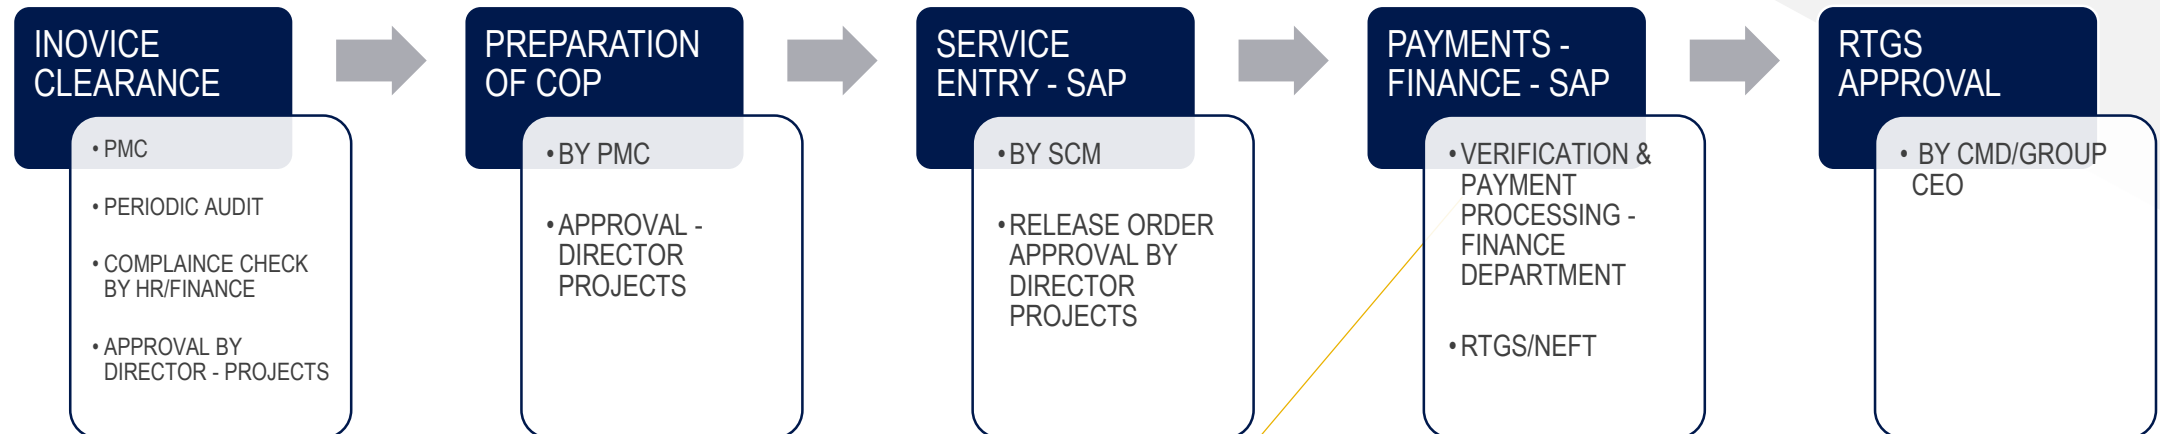 INOVICE
CLEARANCE
• PMC
• PERIODIC AUDIT
• COMPLAINCE CHECK
BY HR/FINANCE
• APPROVAL BY
DIRECTOR - PROJECTS
PREPARATION
OF COP
• BY PMC
• APPROVAL -
DIRECTOR
PROJECTS
SERVICE
ENTRY - SAP
• BY SCM
• RELEASE ORDER
APPROVAL BY
DIRECTOR
PROJECTS
PAYMENTS -
FINANCE - SAP
• VERIFICATION &
PAYMENT
PROCESSING -
FINANCE
DEPARTMENT
• RTGS/NEFT
RTGS
APPROVAL
• BY CMD/GROUP
CEO